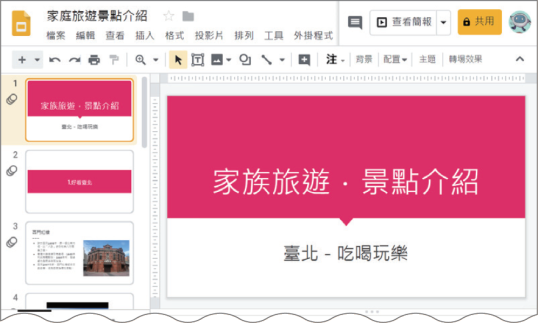 家庭旅遊景點介紹
檔案 編輯 查看 插入 格式 投影片 排列 工具 外掛程式
查看簡報
共用
注
背景 配置 主題 轉場效果
1
家族旅遊．景點介紹
臺北 - 吃喝玩樂
2
3
西門紅樓
4
家族旅遊．景點介紹
臺北 - 吃喝玩樂